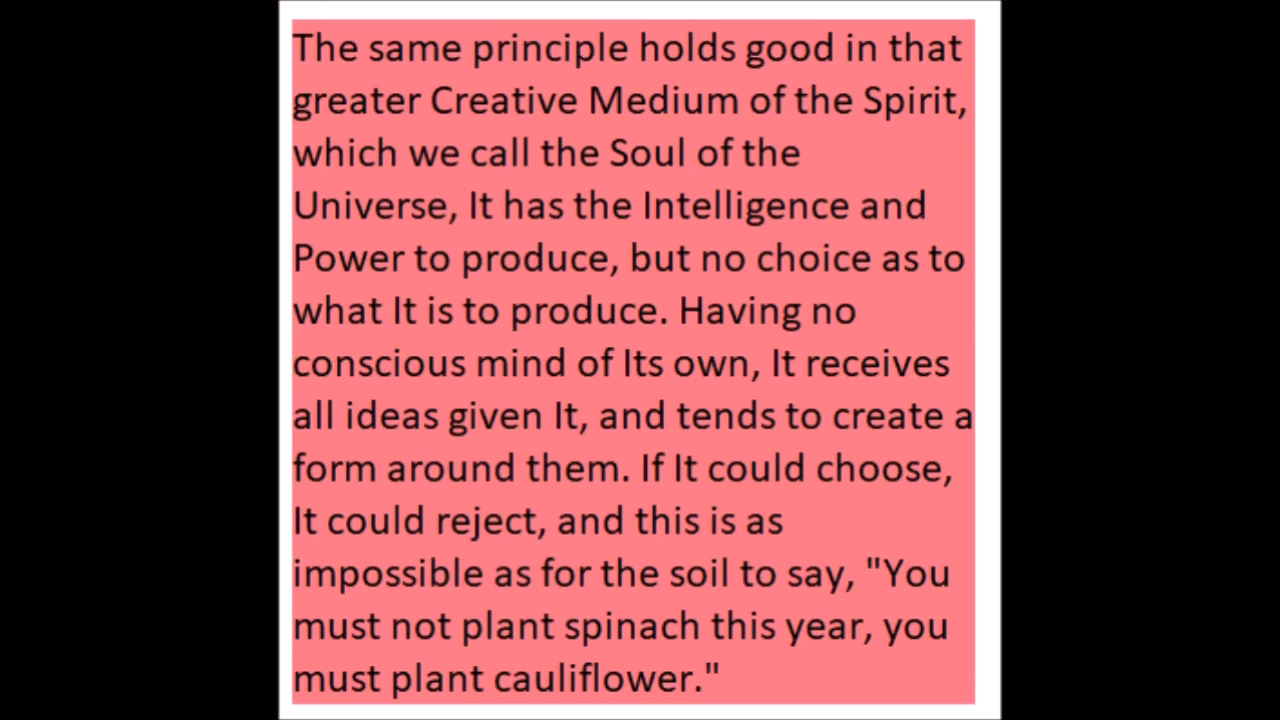 The same principle holds good in that
greater Creative Medium of the Spirit,
which we call the Soul of the
Universe, It has the Intelligence and
Power to produce, but no choice as to
what It is to produce. Having no
conscious mind of Its own, It receives
all ideas given It, and tends to create a
form around them. If It could choose,
It could reject, and this is as
impossible as for the soil to say, "You
must not plant spinach this year, you
must plant cauliflower."